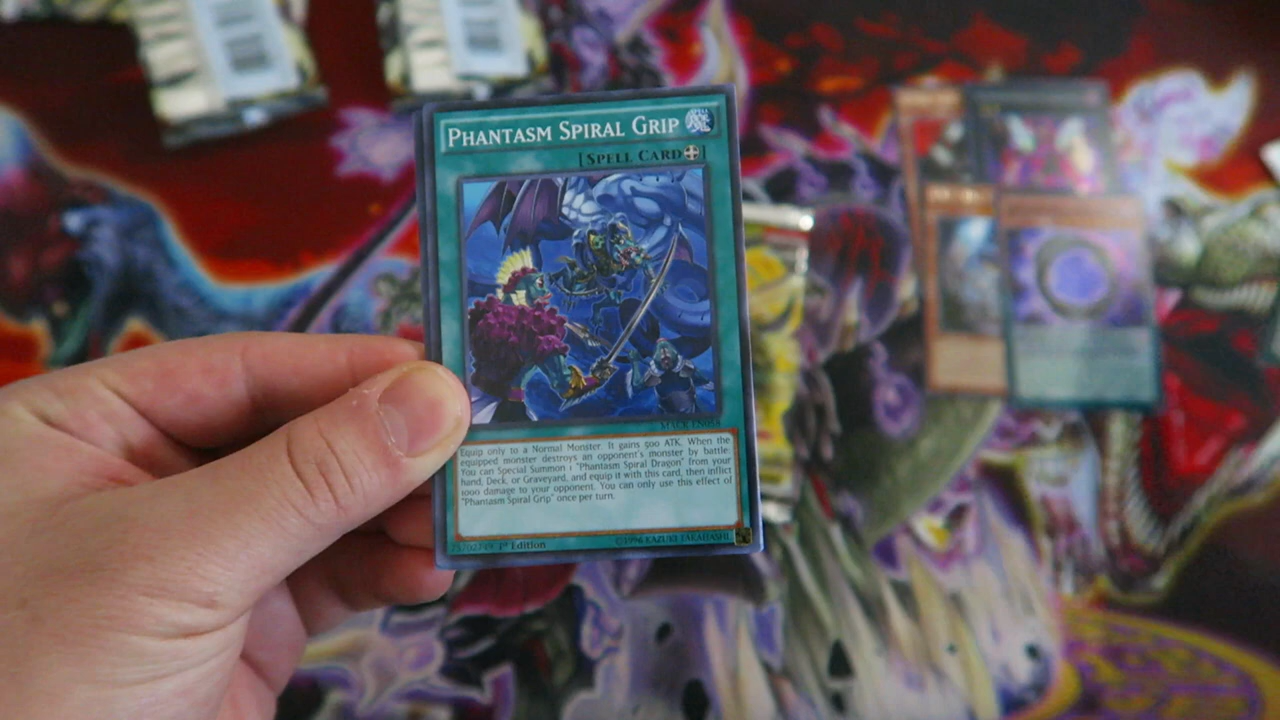 PHANTASM SPIRAL GRIP
[SPELL CARD]
MACR-EN058
Equip only to a Normal Monster. It gains 500 ATK. When the
equipped monster destroys an opponent's monster by battle:
You can Special Summon 1 "Phantasm Spiral Dragon" from your
hand, Deck, or Graveyard, and equip it with this card, then inflict
1000 damage to your opponent. You can only use this effect of
"Phantasm Spiral Grip" once per turn.
1st Edition
©1996 KAZUKI TAKAHASHI